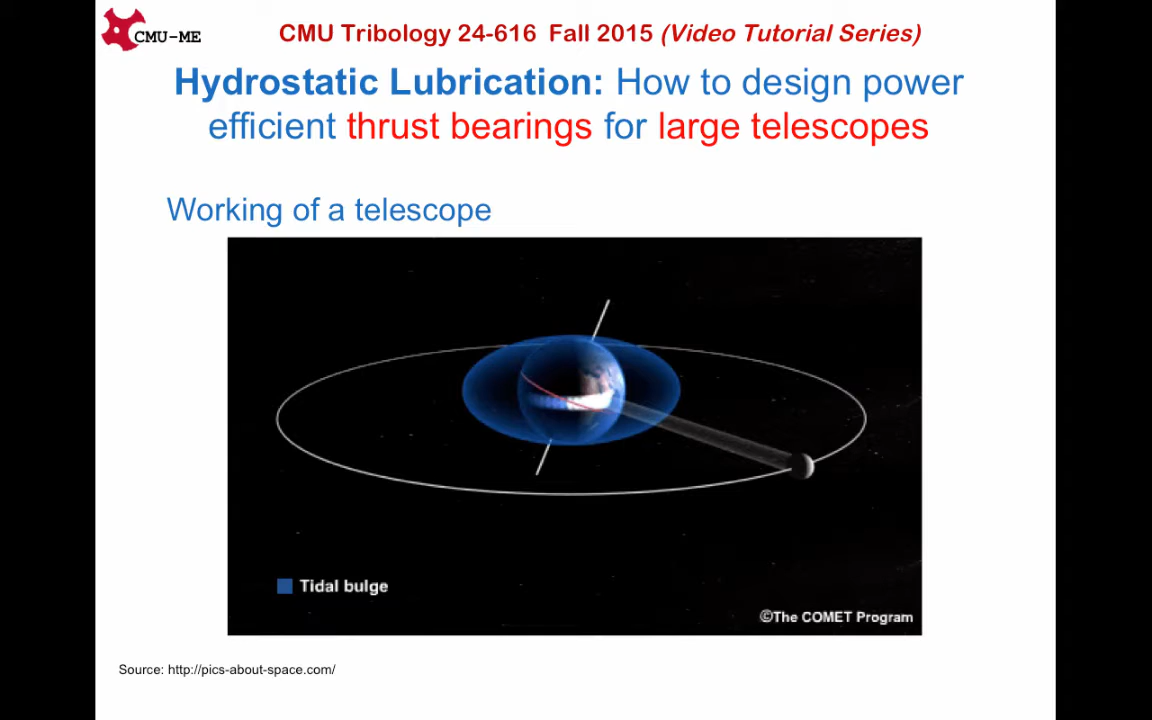 CMU-ME
CMU Tribology 24-616 Fall 2015 (Video Tutorial Series)
Hydrostatic Lubrication: How to design power
efficient thrust bearings for large telescopes
Working of a telescope
Tidal bulge
©The COMET Program
Source: http://pics-about-space.com/